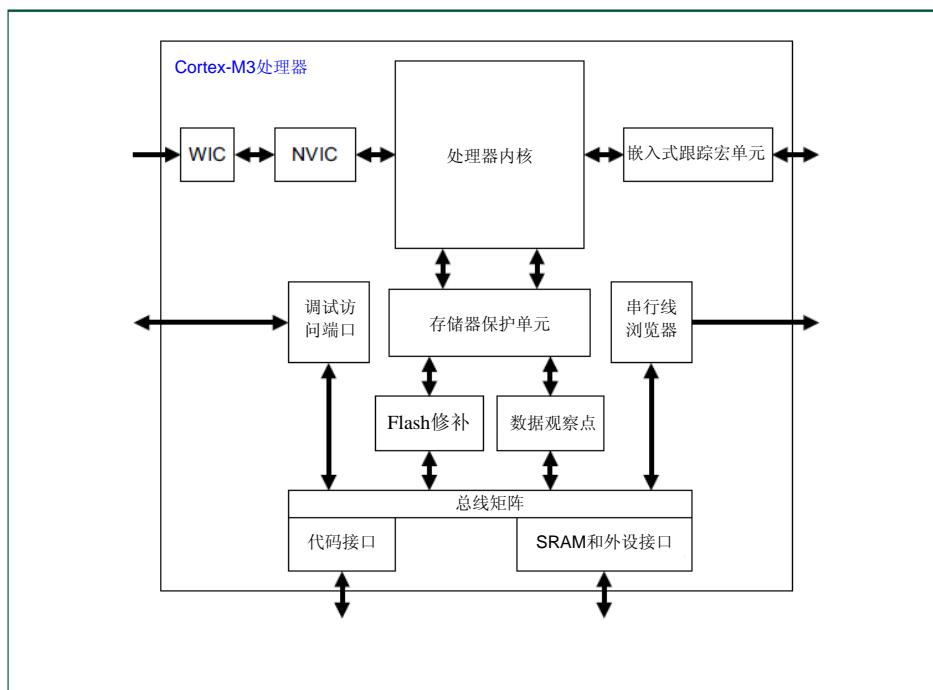 Cortex-M3处理器
WIC
NVIC
处理器内核
嵌入式跟踪宏单元
调试访
问端口
存储器保护单元
串行线
浏览器
Flash修补
数据观察点
总线矩阵
代码接口
SRAM和外设接口